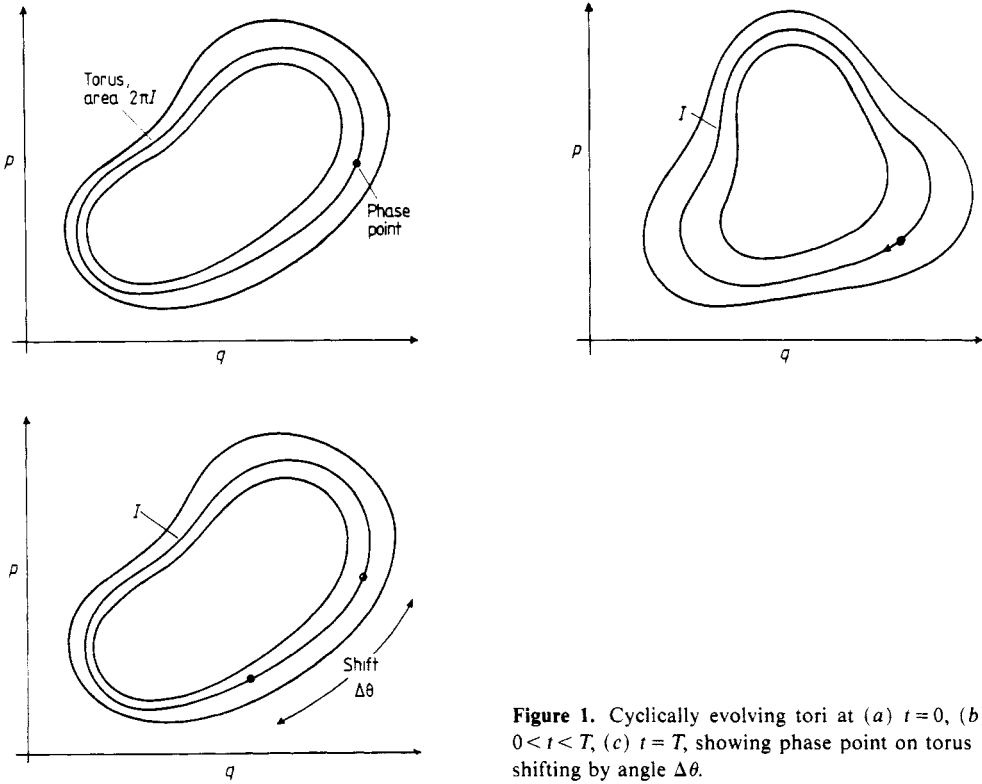 Torus,
area 2πI
p
Phase
point
q
I
p
q
I
p
Shift
Δθ
q
Figure 1. Cyclically evolving tori at (a) t = 0, (b
0 < t < T, (c) t = T, showing phase point on torus
shifting by angle Δθ.